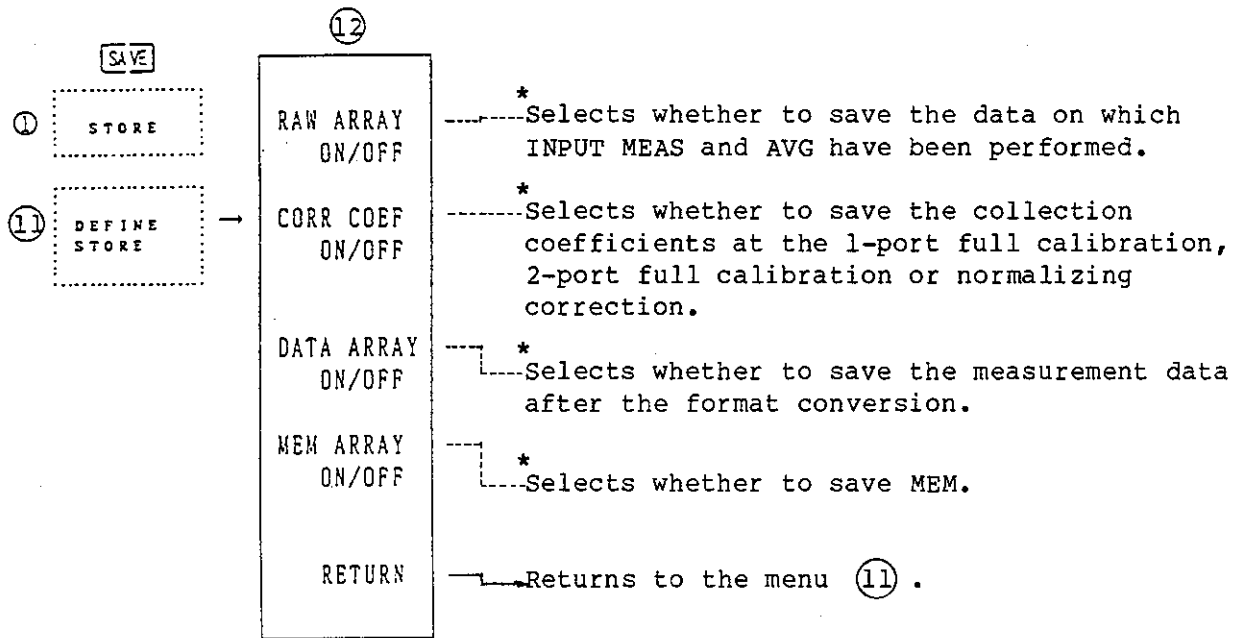 ⑫
SAVE
① STORE
⑪ DEFINE
STORE
→
RAW ARRAY
ON/OFF
*
Selects whether to save the data on which
INPUT MEAS and AVG have been performed.
CORR COEF
ON/OFF
*
Selects whether to save the collection
coefficients at the 1-port full calibration,
2-port full calibration or normalizing
correction.
DATA ARRAY
ON/OFF
*
Selects whether to save the measurement data
after the format conversion.
MEM ARRAY
ON/OFF
*
Selects whether to save MEM.
RETURN
Returns to the menu ⑪ .